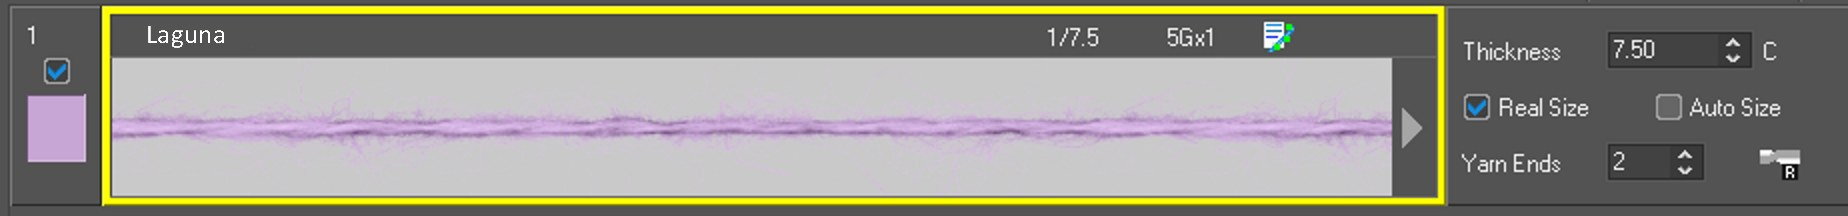 1
Laguna 1/7.5 5Gx1
Thickness 7.50 C
Real Size Auto Size
Yarn Ends 2
R